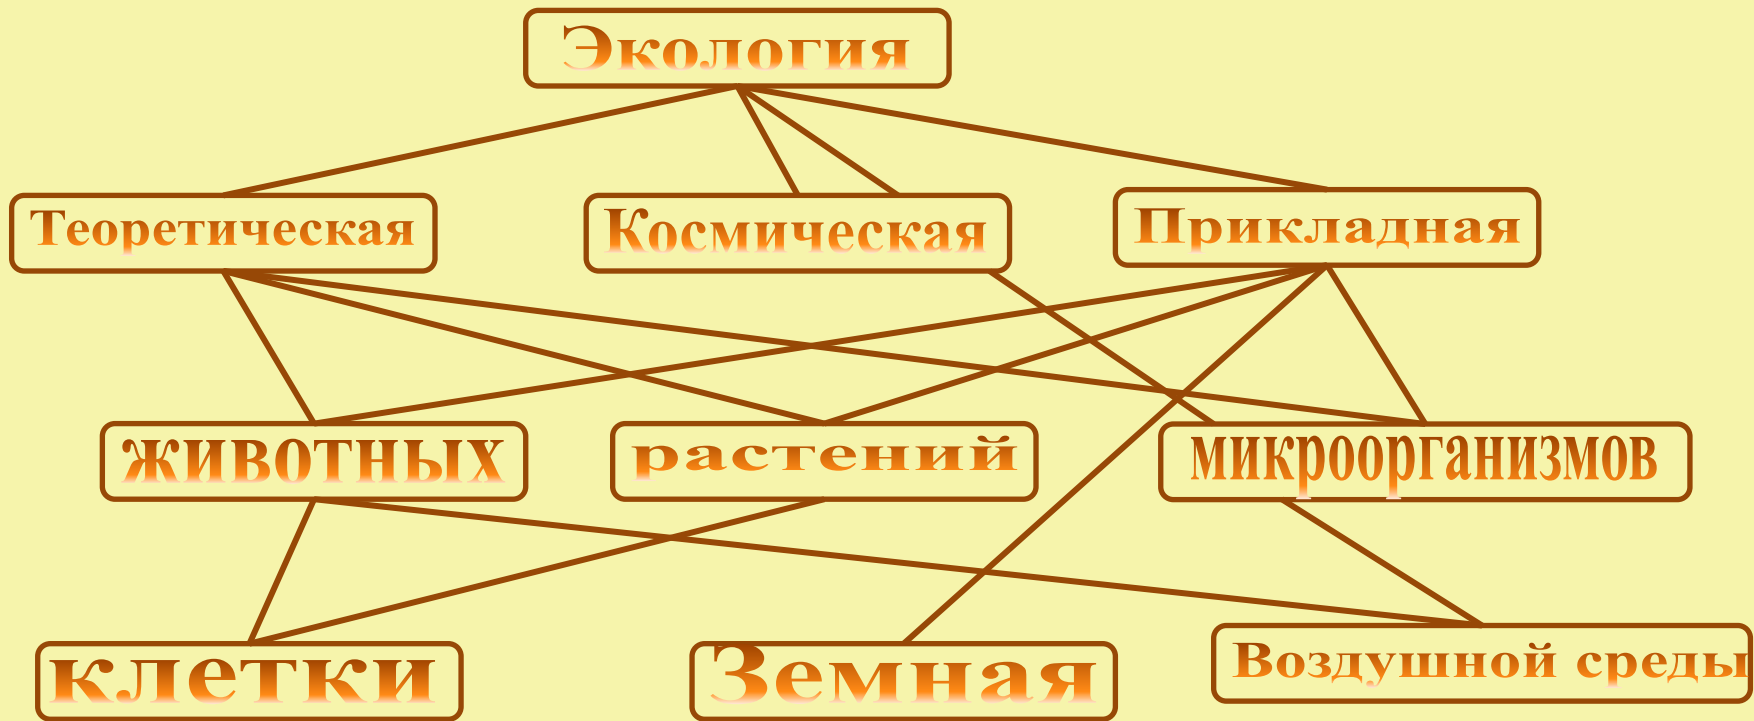 Экология
Теоретическая
Космическая
Прикладная
животных
растений
микроорганизмов
клетки
Земная
Воздушной среды